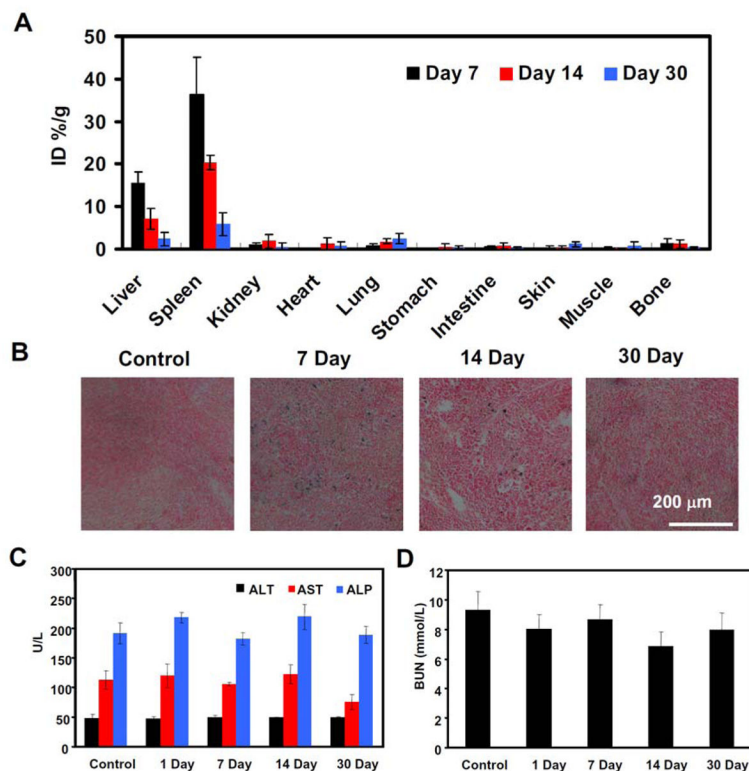 A
50
40
30
20
10
0
ID %/g
Day 7 Day 14 Day 30
Liver Spleen Kidney Heart Lung Stomach Intestine Skin Muscle Bone
B
Control 7 Day 14 Day 30 Day
200 μm
C
300
250
200
150
100
50
0
U/L
ALT AST ALP
Control 1 Day 7 Day 14 Day 30 Day
D
12
10
8
6
4
2
0
BUN (mmol/L)
Control 1 Day 7 Day 14 Day 30 Day